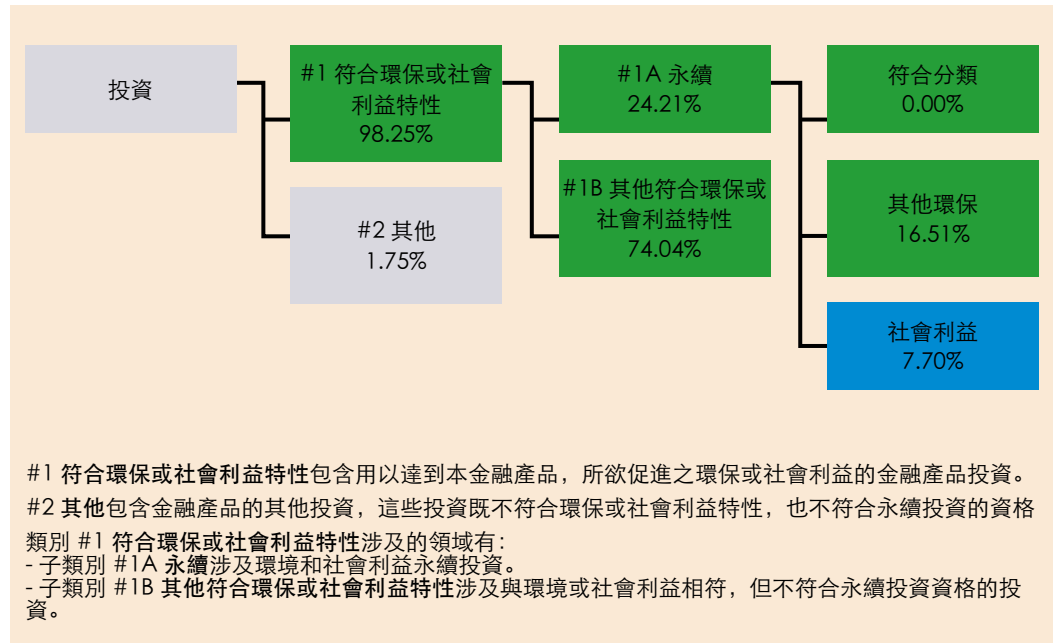 投資
#1 符合環保或社會
利益特性
98.25%
#2 其他
1.75%
#1A 永續
24.21%
#1B 其他符合環保或
社會利益特性
74.04%
符合分類
0.00%
其他環保
16.51%
社會利益
7.70%
#1 符合環保或社會利益特性包含用以達到本金融產品，所欲促進之環保或社會利益的金融產品投資。
#2 其他包含金融產品的其他投資，這些投資既不符合環保或社會利益特性，也不符合永續投資的資格
類別 #1 符合環保或社會利益特性涉及的領域有：
- 子類別 #1A 永續涉及環境和社會利益永續投資。
- 子類別 #1B 其他符合環保或社會利益特性涉及與環境或社會利益相符，但不符合永續投資資格的投
資。